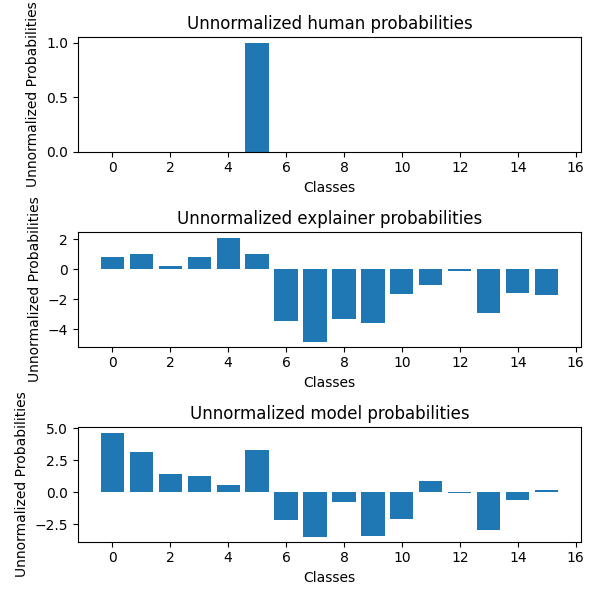 Unnormalized human probabilities
Unnormalized Probabilities
1.0
0.5
0.0
0 2 4 6 8 10 12 14 16
Classes
Unnormalized explainer probabilities
Unnormalized Probabilities
2
0
−2
−4
0 2 4 6 8 10 12 14 16
Classes
Unnormalized model probabilities
Unnormalized Probabilities
5.0
2.5
0.0
−2.5
0 2 4 6 8 10 12 14 16
Classes